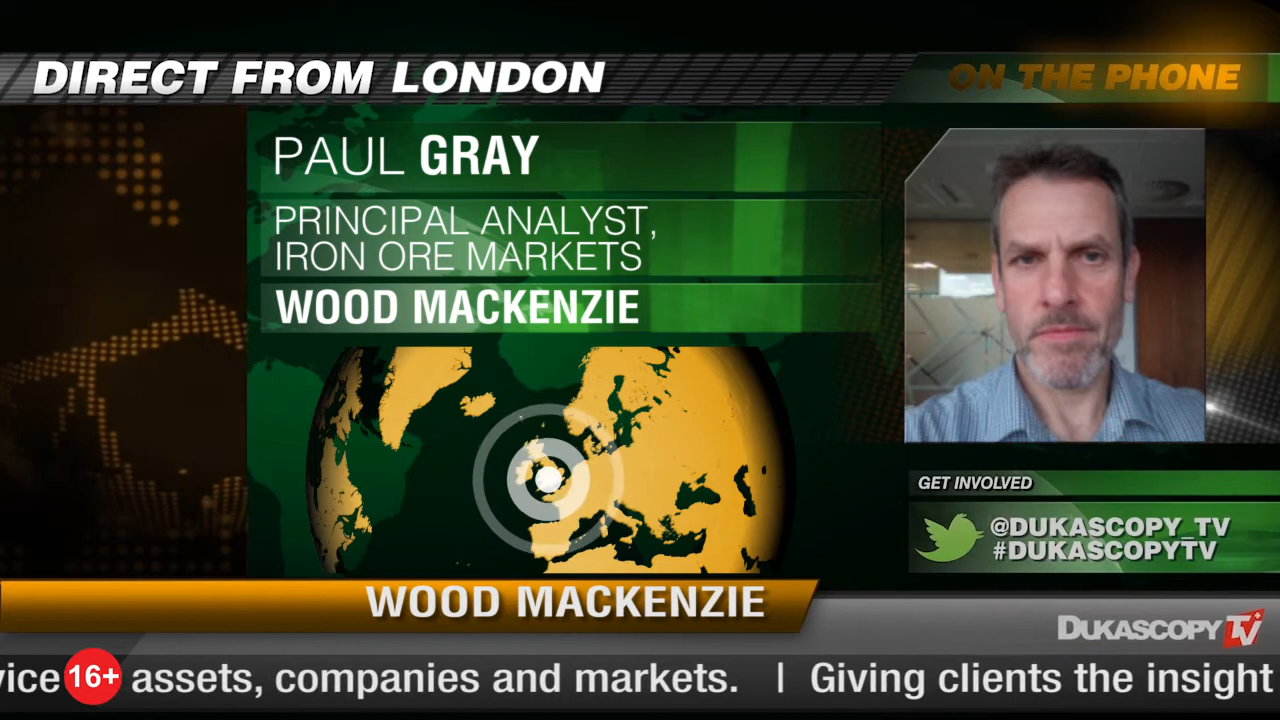 DIRECT FROM LONDON
ON THE PHONE
PAUL GRAY
PRINCIPAL ANALYST,
IRON ORE MARKETS
WOOD MACKENZIE
GET INVOLVED
@DUKASCOPY_TV
#DUKASCOPYTV
WOOD MACKENZIE
DUKASCOPY TV
16+ assets, companies and markets. | Giving clients the insight